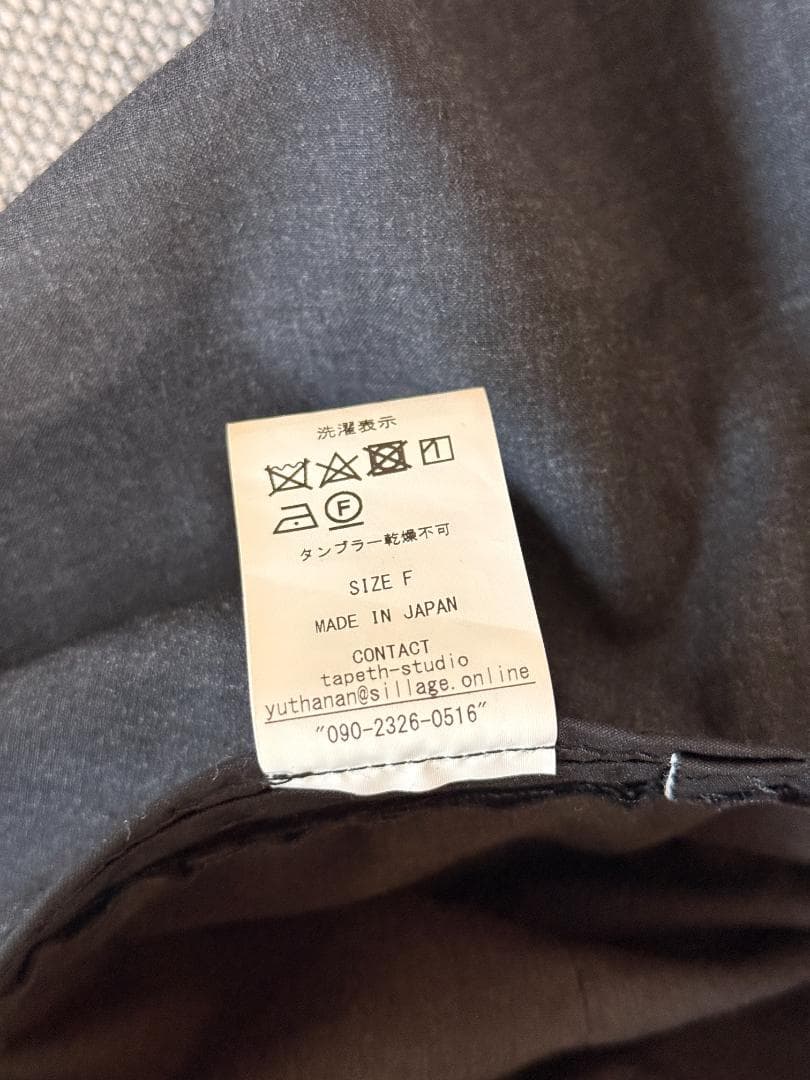 洗濯表示
F
タンブラー乾燥不可
SIZE F
MADE IN JAPAN
CONTACT
tapeth-studio
yuthanan@sillage.online
"090-2326-0516"